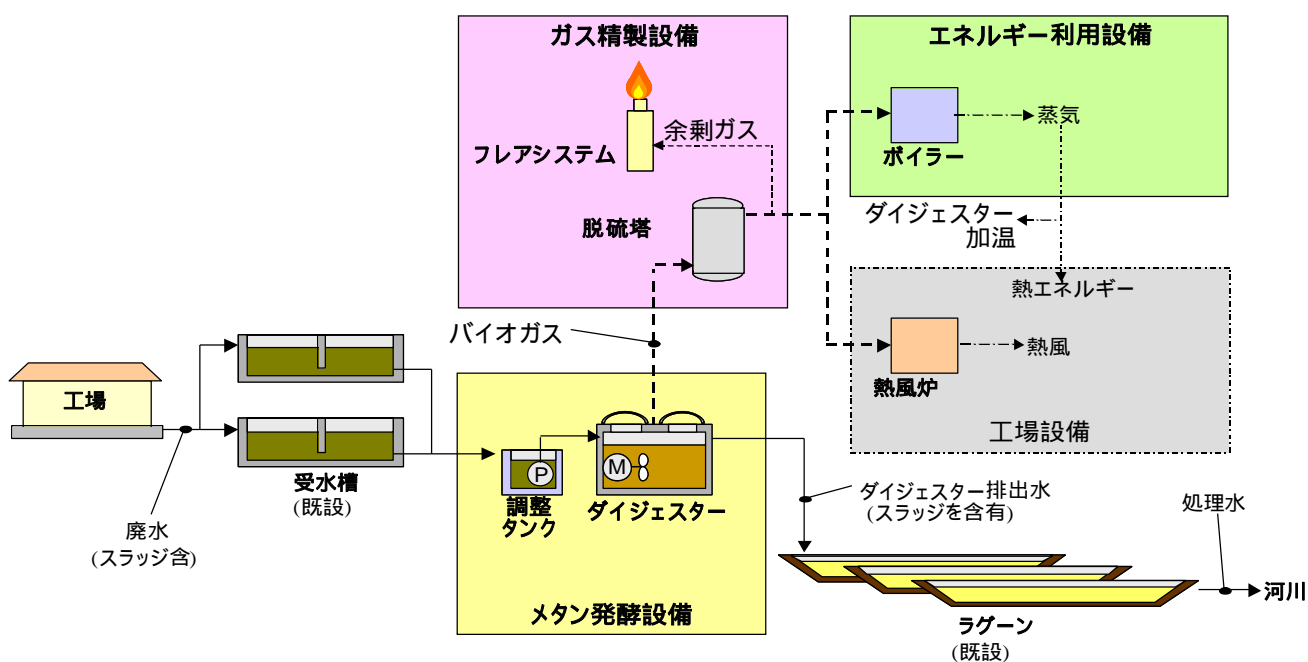 ガス精製設備
余剰ガス
フレアシステム
脱硫塔
エネルギー利用設備
蒸気
ボイラー
ダイジェスター
加温
熱エネルギー
熱風
熱風炉
工場設備
バイオガス
工場
受水槽
(既設)
廃水
(スラッジ含)
P
調整
タンク
M
ダイジェスター
メタン発酵設備
ダイジェスター排出水
(スラッジを含有)
処理水
河川
ラグーン
(既設)